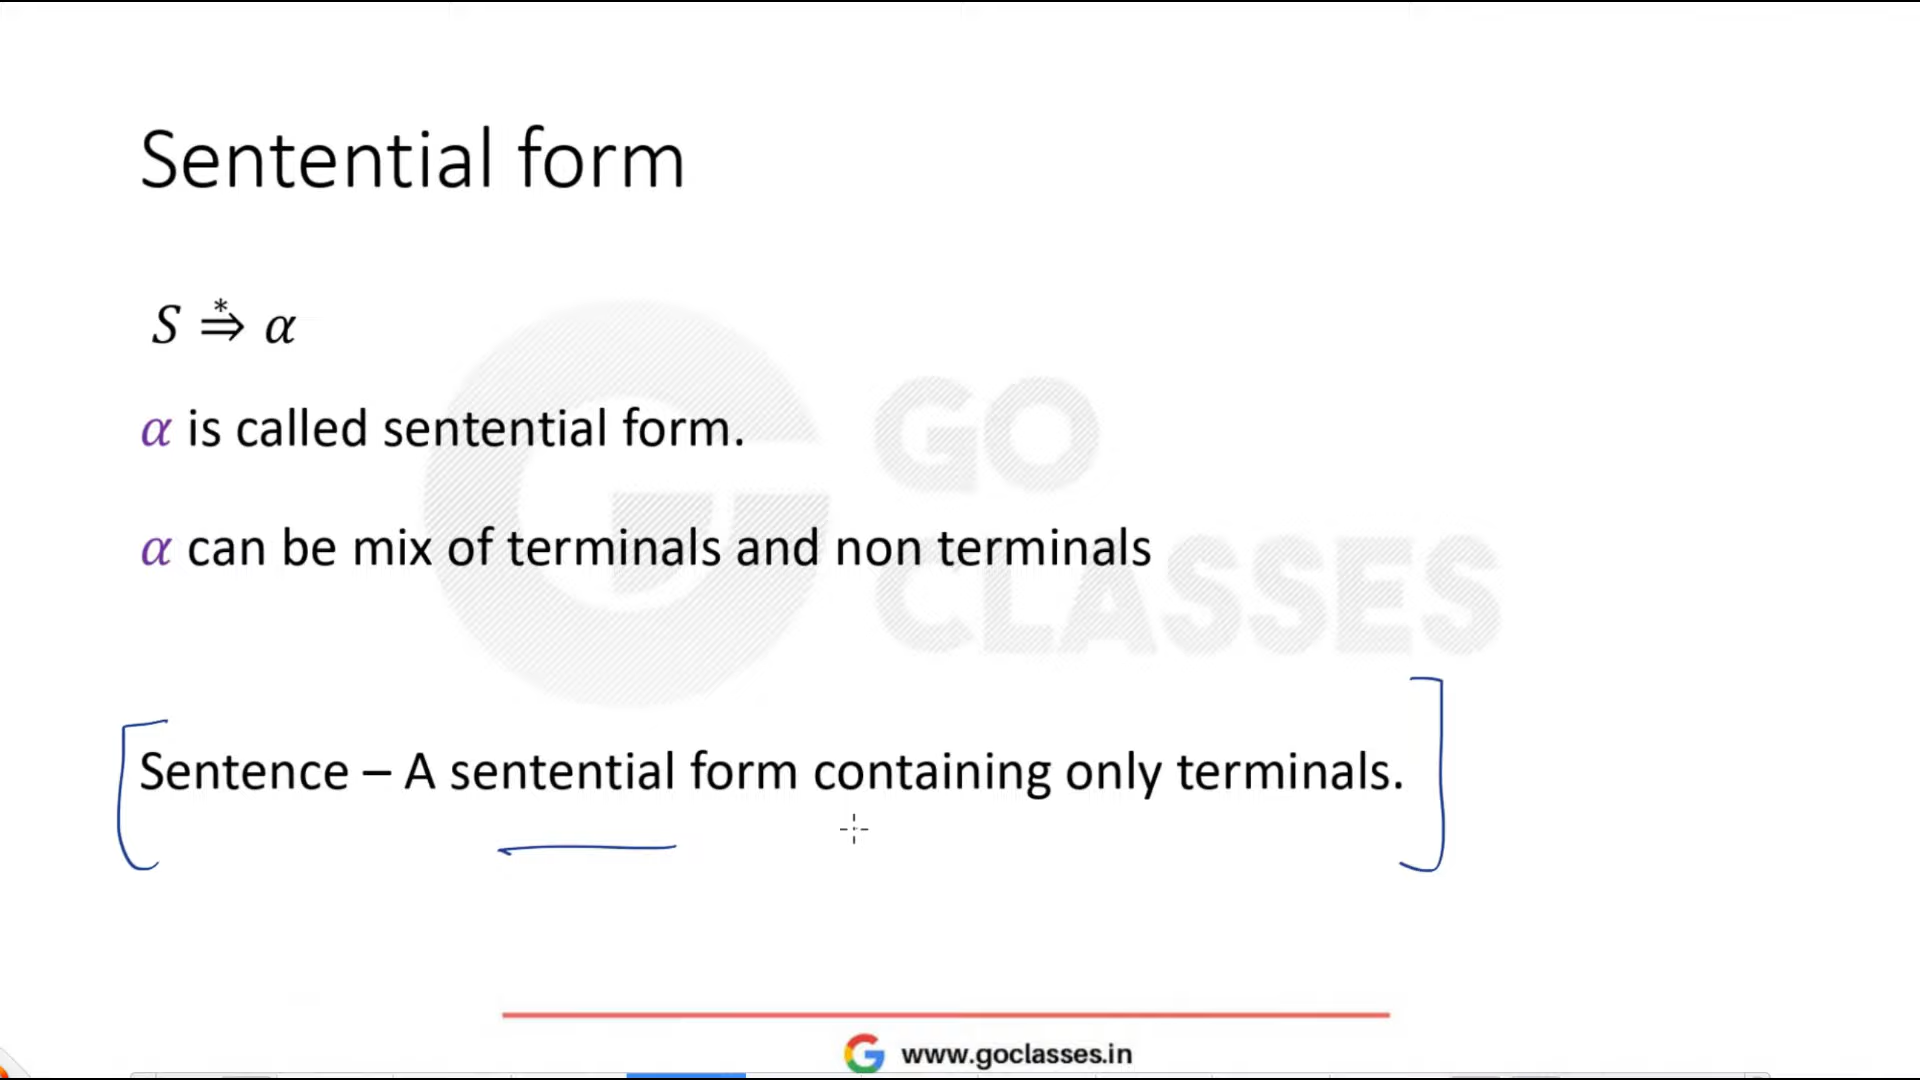 Sentential form
S ⇒* α
α is called sentential form.
α can be mix of terminals and non terminals
GO
CLASSES
Sentence – A sentential form containing only terminals.
www.goclasses.in